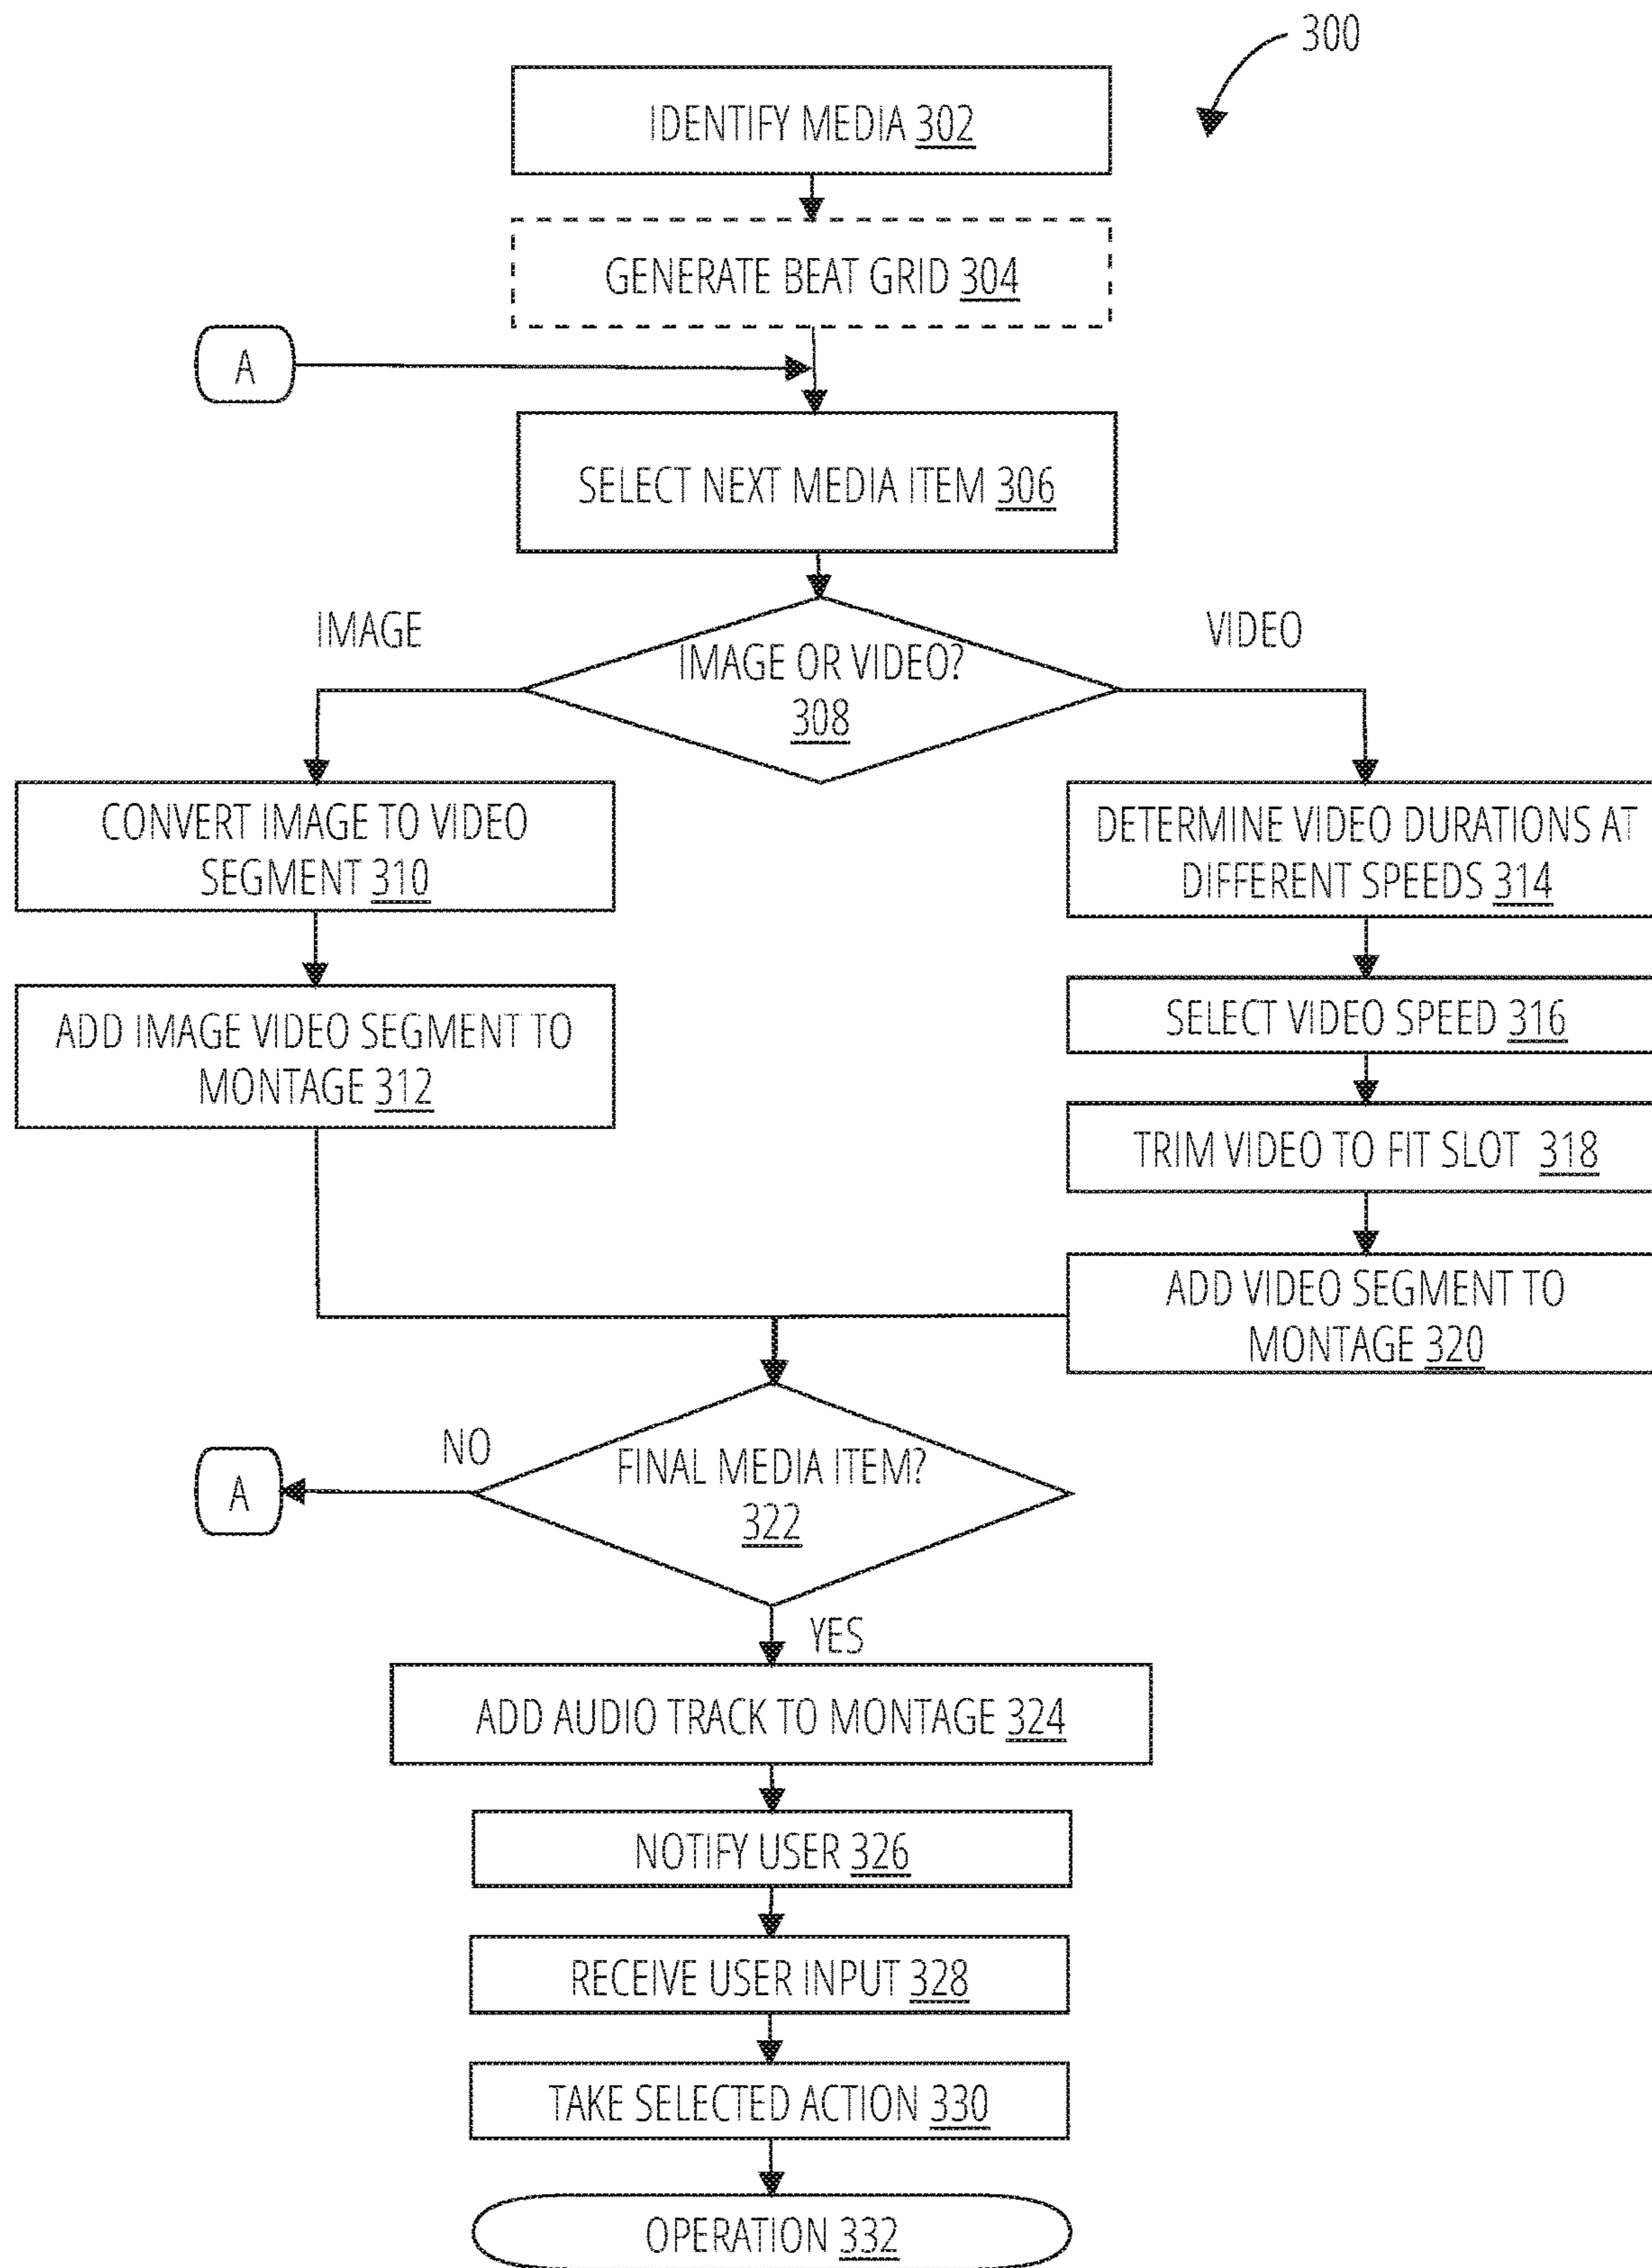 300
IDENTIFY MEDIA 302
GENERATE BEAT GRID 304
A
SELECT NEXT MEDIA ITEM 306
IMAGE
VIDEO
IMAGE OR VIDEO?
308
CONVERT IMAGE TO VIDEO
SEGMENT 310
DETERMINE VIDEO DURATIONS AT
DIFFERENT SPEEDS 314
ADD IMAGE VIDEO SEGMENT TO
MONTAGE 312
SELECT VIDEO SPEED 316
TRIM VIDEO TO FIT SLOT 318
ADD VIDEO SEGMENT TO
MONTAGE 320
NO
FINAL MEDIA ITEM?
322
A
YES
ADD AUDIO TRACK TO MONTAGE 324
NOTIFY USER 326
RECEIVE USER INPUT 328
TAKE SELECTED ACTION 330
OPERATION 332